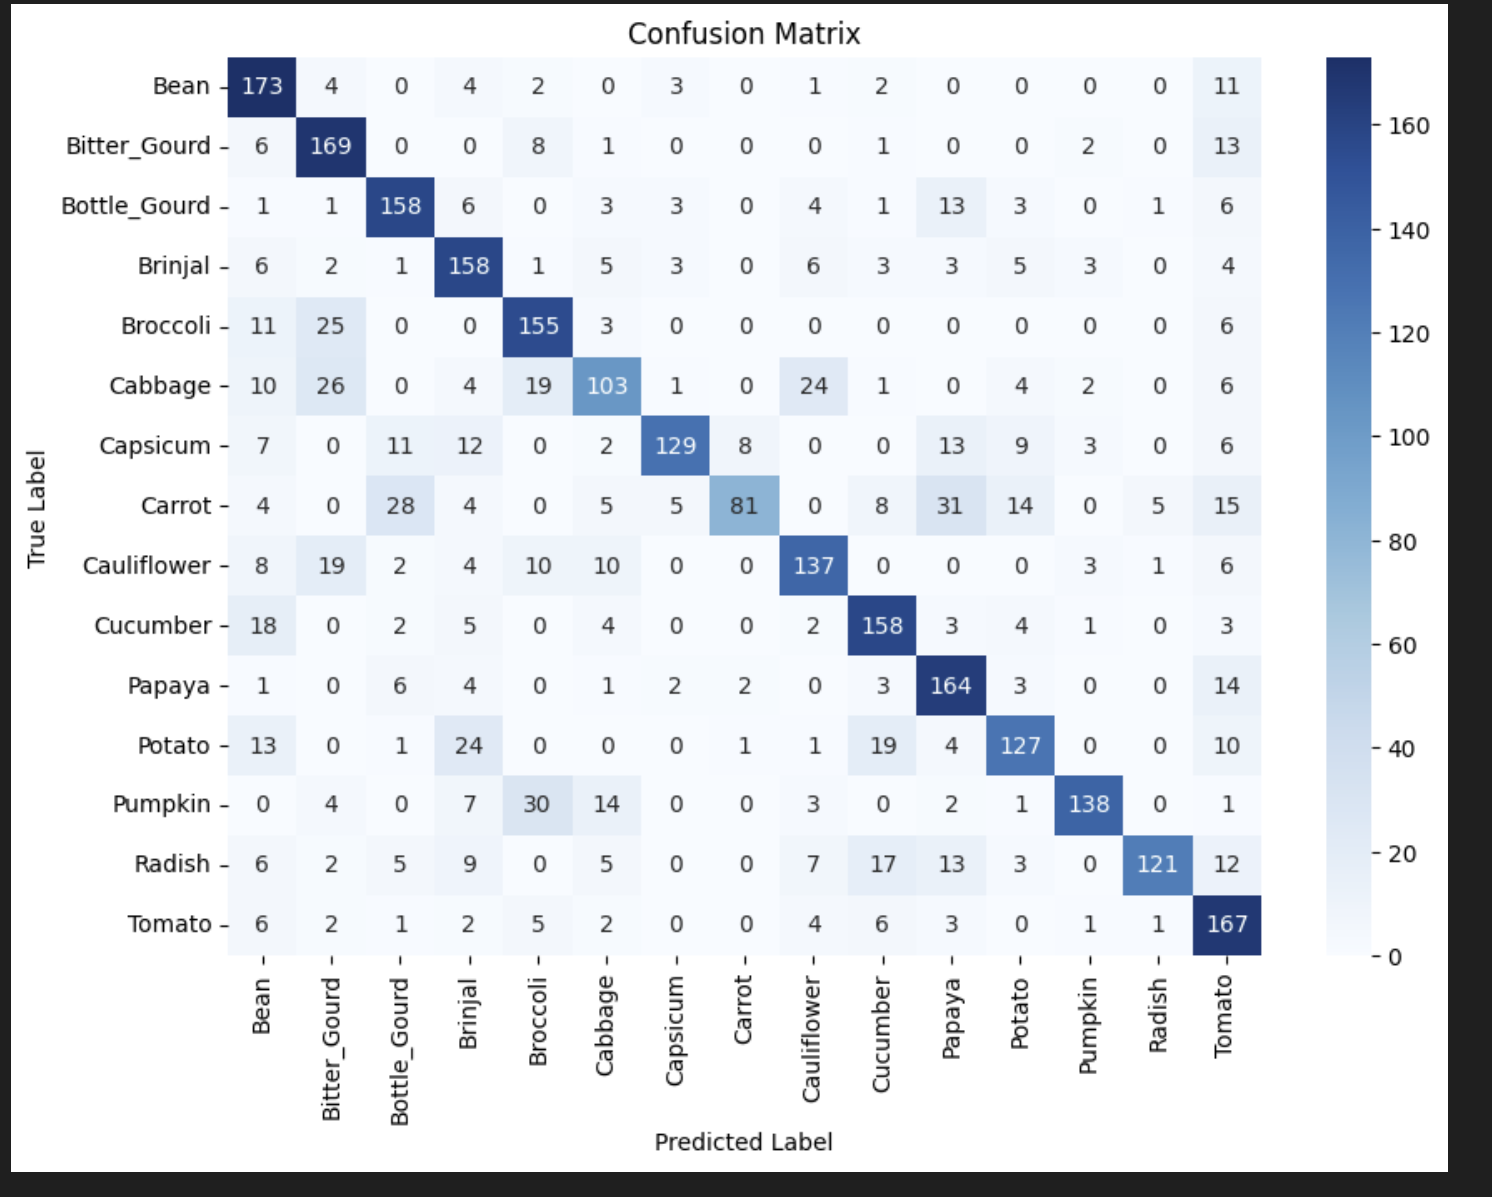 Confusion Matrix
True Label
Bean 173 4 0 4 2 0 3 0 1 2 0 0 0 0 11
Bitter_Gourd 6 169 0 0 8 1 0 0 0 1 0 0 2 0 13
Bottle_Gourd 1 1 158 6 0 3 3 0 4 1 13 3 0 1 6
Brinjal 6 2 1 158 1 5 3 0 6 3 3 5 3 0 4
Broccoli 11 25 0 0 155 3 0 0 0 0 0 0 0 0 6
Cabbage 10 26 0 4 19 103 1 0 24 1 0 4 2 0 6
Capsicum 7 0 11 12 0 2 129 8 0 0 13 9 3 0 6
Carrot 4 0 28 4 0 5 5 81 0 8 31 14 0 5 15
Cauliflower 8 19 2 4 10 10 0 0 137 0 0 0 3 1 6
Cucumber 18 0 2 5 0 4 0 0 2 158 3 4 1 0 3
Papaya 1 0 6 4 0 1 2 2 0 3 164 3 0 0 14
Potato 13 0 1 24 0 0 0 1 1 19 4 127 0 0 10
Pumpkin 0 4 0 7 30 14 0 0 3 0 2 1 138 0 1
Radish 6 2 5 9 0 5 0 0 7 17 13 3 0 121 12
Tomato 6 2 1 2 5 2 0 0 4 6 3 0 1 1 167
Bean Bitter_Gourd Bottle_Gourd Brinjal Broccoli Cabbage Capsicum Carrot Cauliflower Cucumber Papaya Potato Pumpkin Radish Tomato
Predicted Label
160
140
120
100
80
60
40
20
0